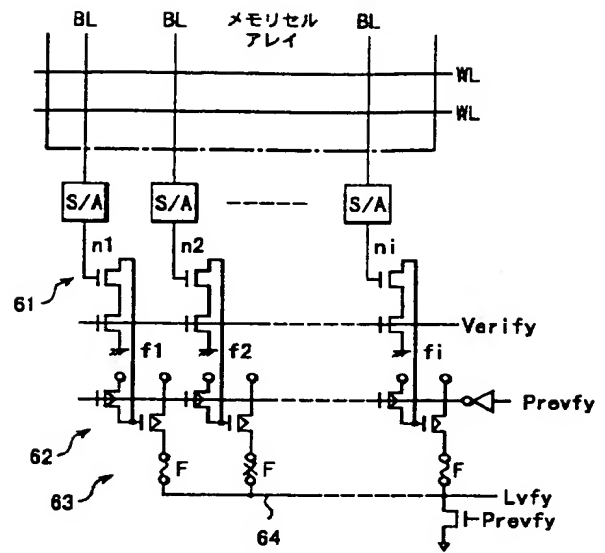 BL BL メモリセル BL
アレイ
WL
WL
S/A S/A S/A
n1 n2 ni
61
Verify
f1 f2 fi
Prevfy
62
F F F
63
Lvfy
64
Prevfy